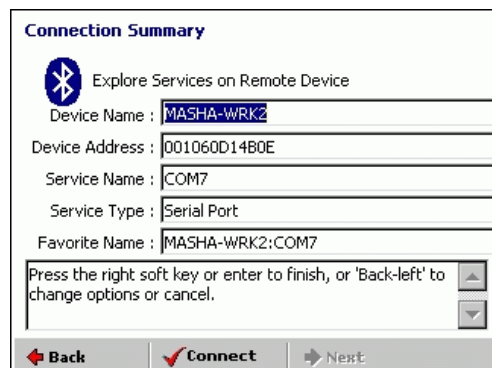 Connection Summary
Explore Services on Remote Device
Device Name : MASHA-WRK2
Device Address : 001060D14B0E
Service Name : COM7
Service Type : Serial Port
Favorite Name : MASHA-WRK2:COM7
Press the right soft key or enter to finish, or 'Back-left' to
change options or cancel.
Back Connect Next